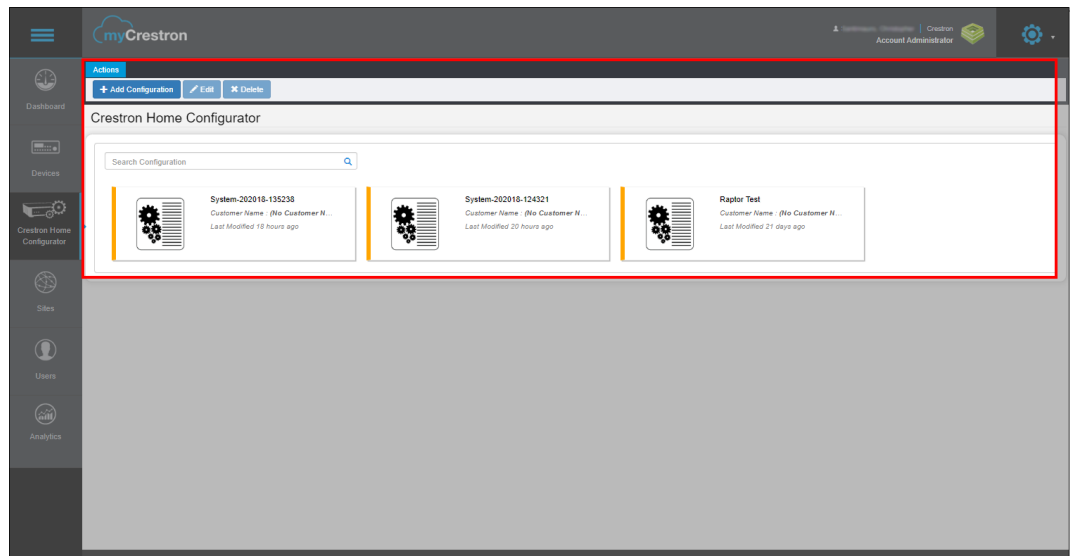 myCrestron
Crestron
Account Administrator
Dashboard
Devices
Crestron Home
Configurator
Sites
Users
Analytics
Actions
Add Configuration Edit Delete
Crestron Home Configurator
Search Configuration
System-202018-135238
Customer Name : (No Customer N...
Last Modified 18 hours ago
System-202018-124321
Customer Name : (No Customer N...
Last Modified 20 hours ago
Raptor Test
Customer Name : (No Customer N...
Last Modified 21 days ago